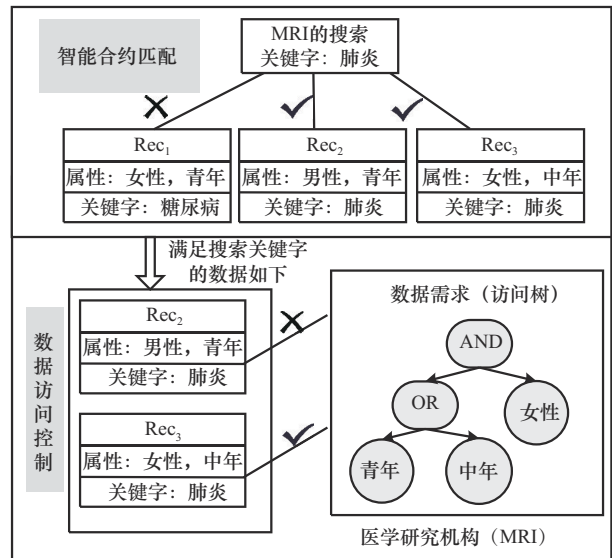 MRI的搜索
关键字：肺炎
智能合约匹配
Rec₁
属性：女性，青年
关键字：糖尿病
Rec₂
属性：男性，青年
关键字：肺炎
Rec₃
属性：女性，中年
关键字：肺炎
满足搜索关键字
的数据如下
数据访问控制
Rec₂
属性：男性，青年
关键字：肺炎
Rec₃
属性：女性，中年
关键字：肺炎
数据需求（访问树）
AND
OR
女性
青年
中年
医学研究机构（MRI）